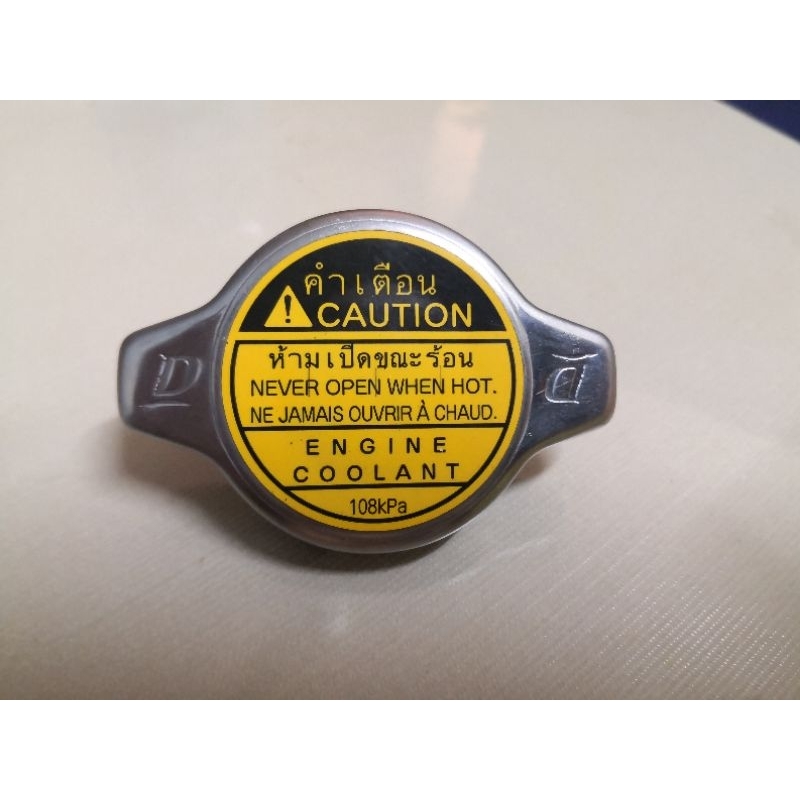 คำเตือน
CAUTION
ห้ามเปิดขณะร้อน
NEVER OPEN WHEN HOT.
NE JAMAIS OUVRIR À CHAUD.
ENGINE
COOLANT
108kPa
D
D